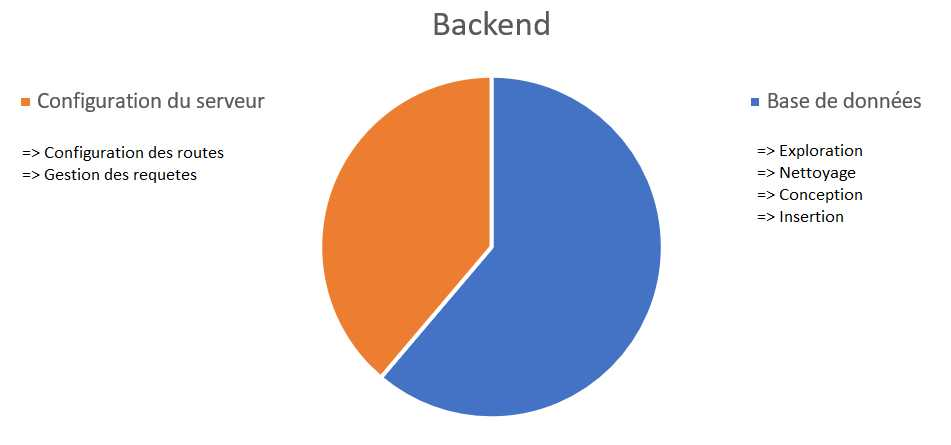 Backend
Configuration du serveur
=> Configuration des routes
=> Gestion des requetes
Base de données
=> Exploration
=> Nettoyage
=> Conception
=> Insertion